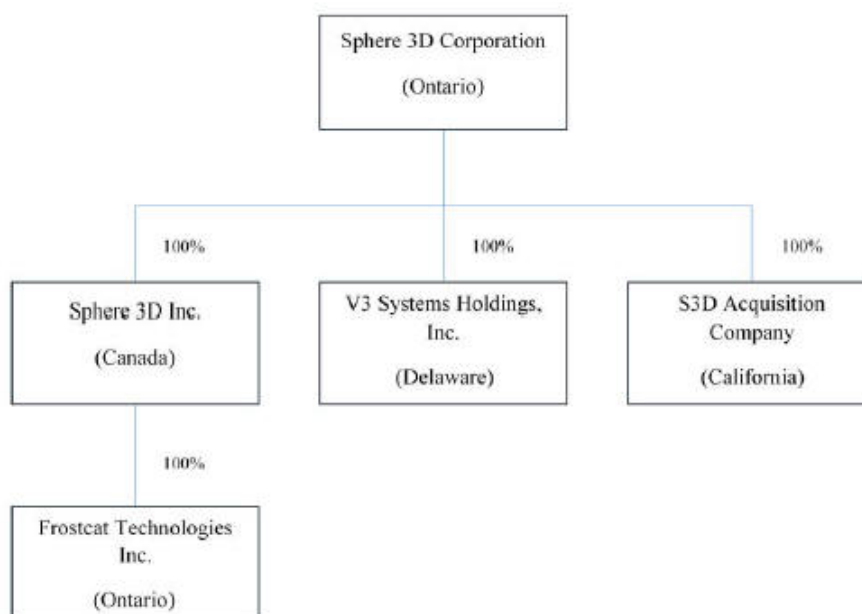 Sphere 3D Corporation
(Ontario)
100%
100%
100%
Sphere 3D Inc.
(Canada)
V3 Systems Holdings,
Inc.
(Delaware)
S3D Acquisition
Company
(California)
100%
Frostcat Technologies
Inc.
(Ontario)